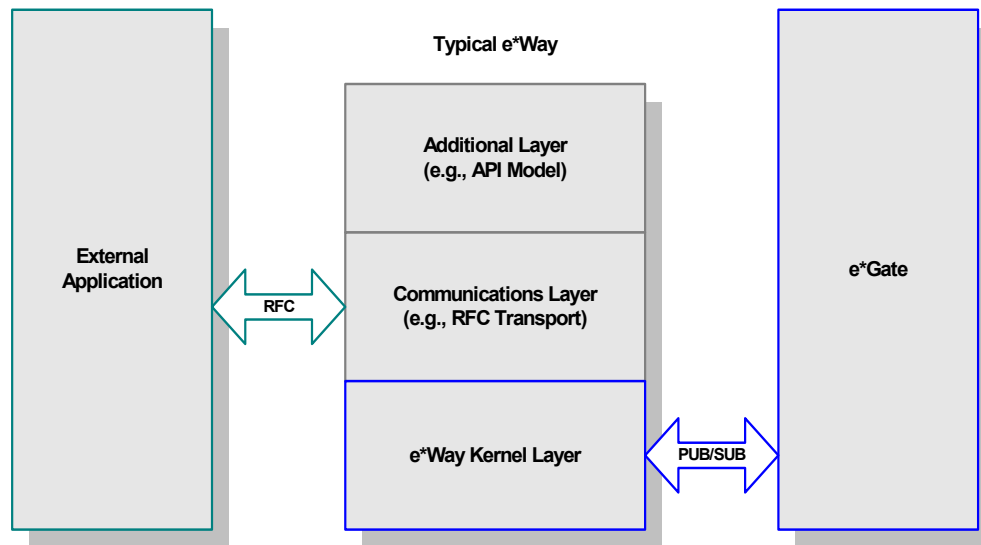 Typical e*Way
Additional Layer
(e.g., API Model)
External
Application
e*Gate
RFC
Communications Layer
(e.g., RFC Transport)
e*Way Kernel Layer
PUB/SUB